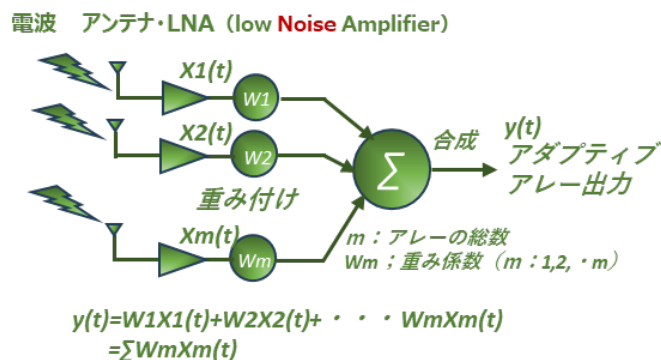 電波 アンテナ・LNA（low Noise Amplifier）
X1(t)
W1
X2(t)
W2
重み付け
Xm(t)
Wm
Σ
合成
y(t)
アダプティブ
アレー出力
m：アレーの総数
Wm；重み係数（m：1,2,・m）
y(t)=W1X1(t)+W2X2(t)+・・・WmXm(t)
=∑WmXm(t)